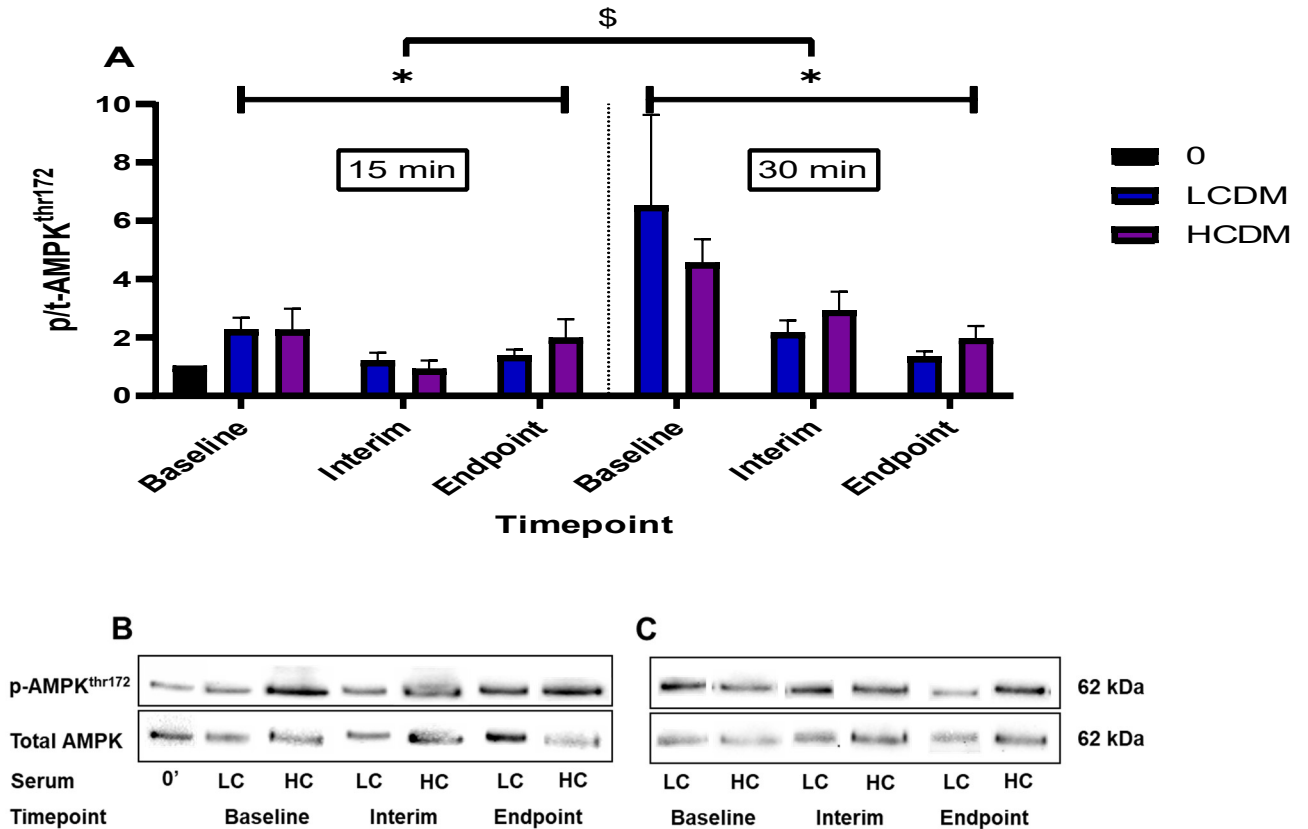 $
A
* *
10
8
6
4
2
0
p/t-AMPK^thr172
15 min
30 min
0
LCDM
HCDM
Baseline Interim Endpoint Baseline Interim Endpoint
Timepoint
B C
p-AMPK^thr172 62 kDa
Total AMPK 62 kDa
Serum 0' LC HC LC HC LC HC LC HC LC HC LC HC
Timepoint Baseline Interim Endpoint Baseline Interim Endpoint